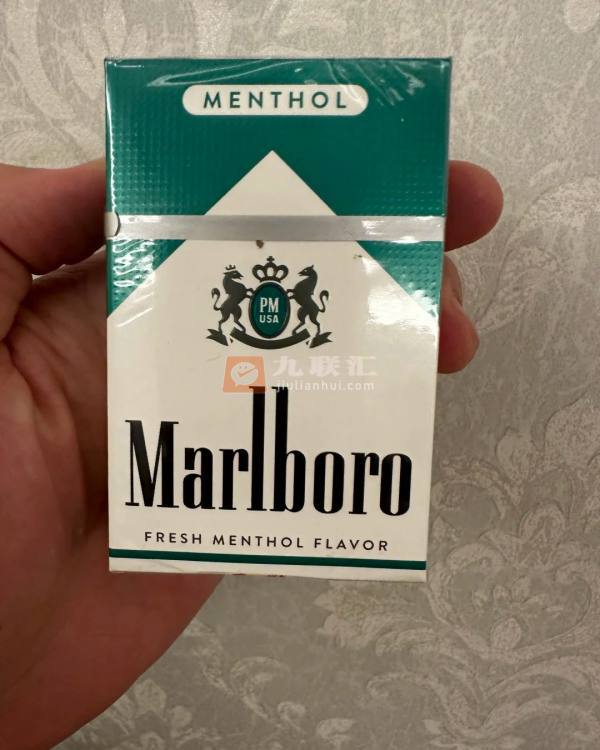 MENTHOL
PM
USA
九联汇
jiulianhui.com
Marlboro
FRESH MENTHOL FLAVOR